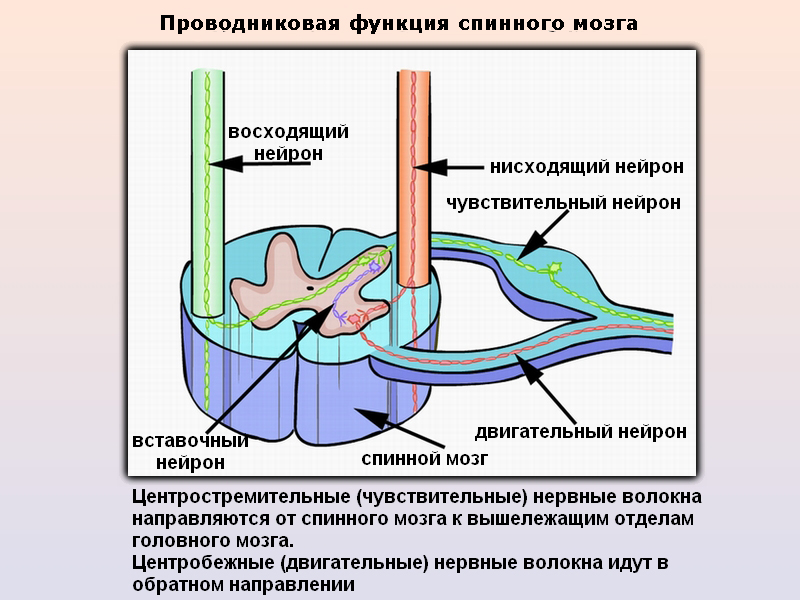 Проводниковая функция спинного мозга
восходящий
нейрон
нисходящий нейрон
чувствительный нейрон
двигательный нейрон
вставочный
нейрон
спинной мозг
Центростремительные (чувствительные) нервные волокна
направляются от спинного мозга к вышележащим отделам
головного мозга.
Центробежные (двигательные) нервные волокна идут в
обратном направлении